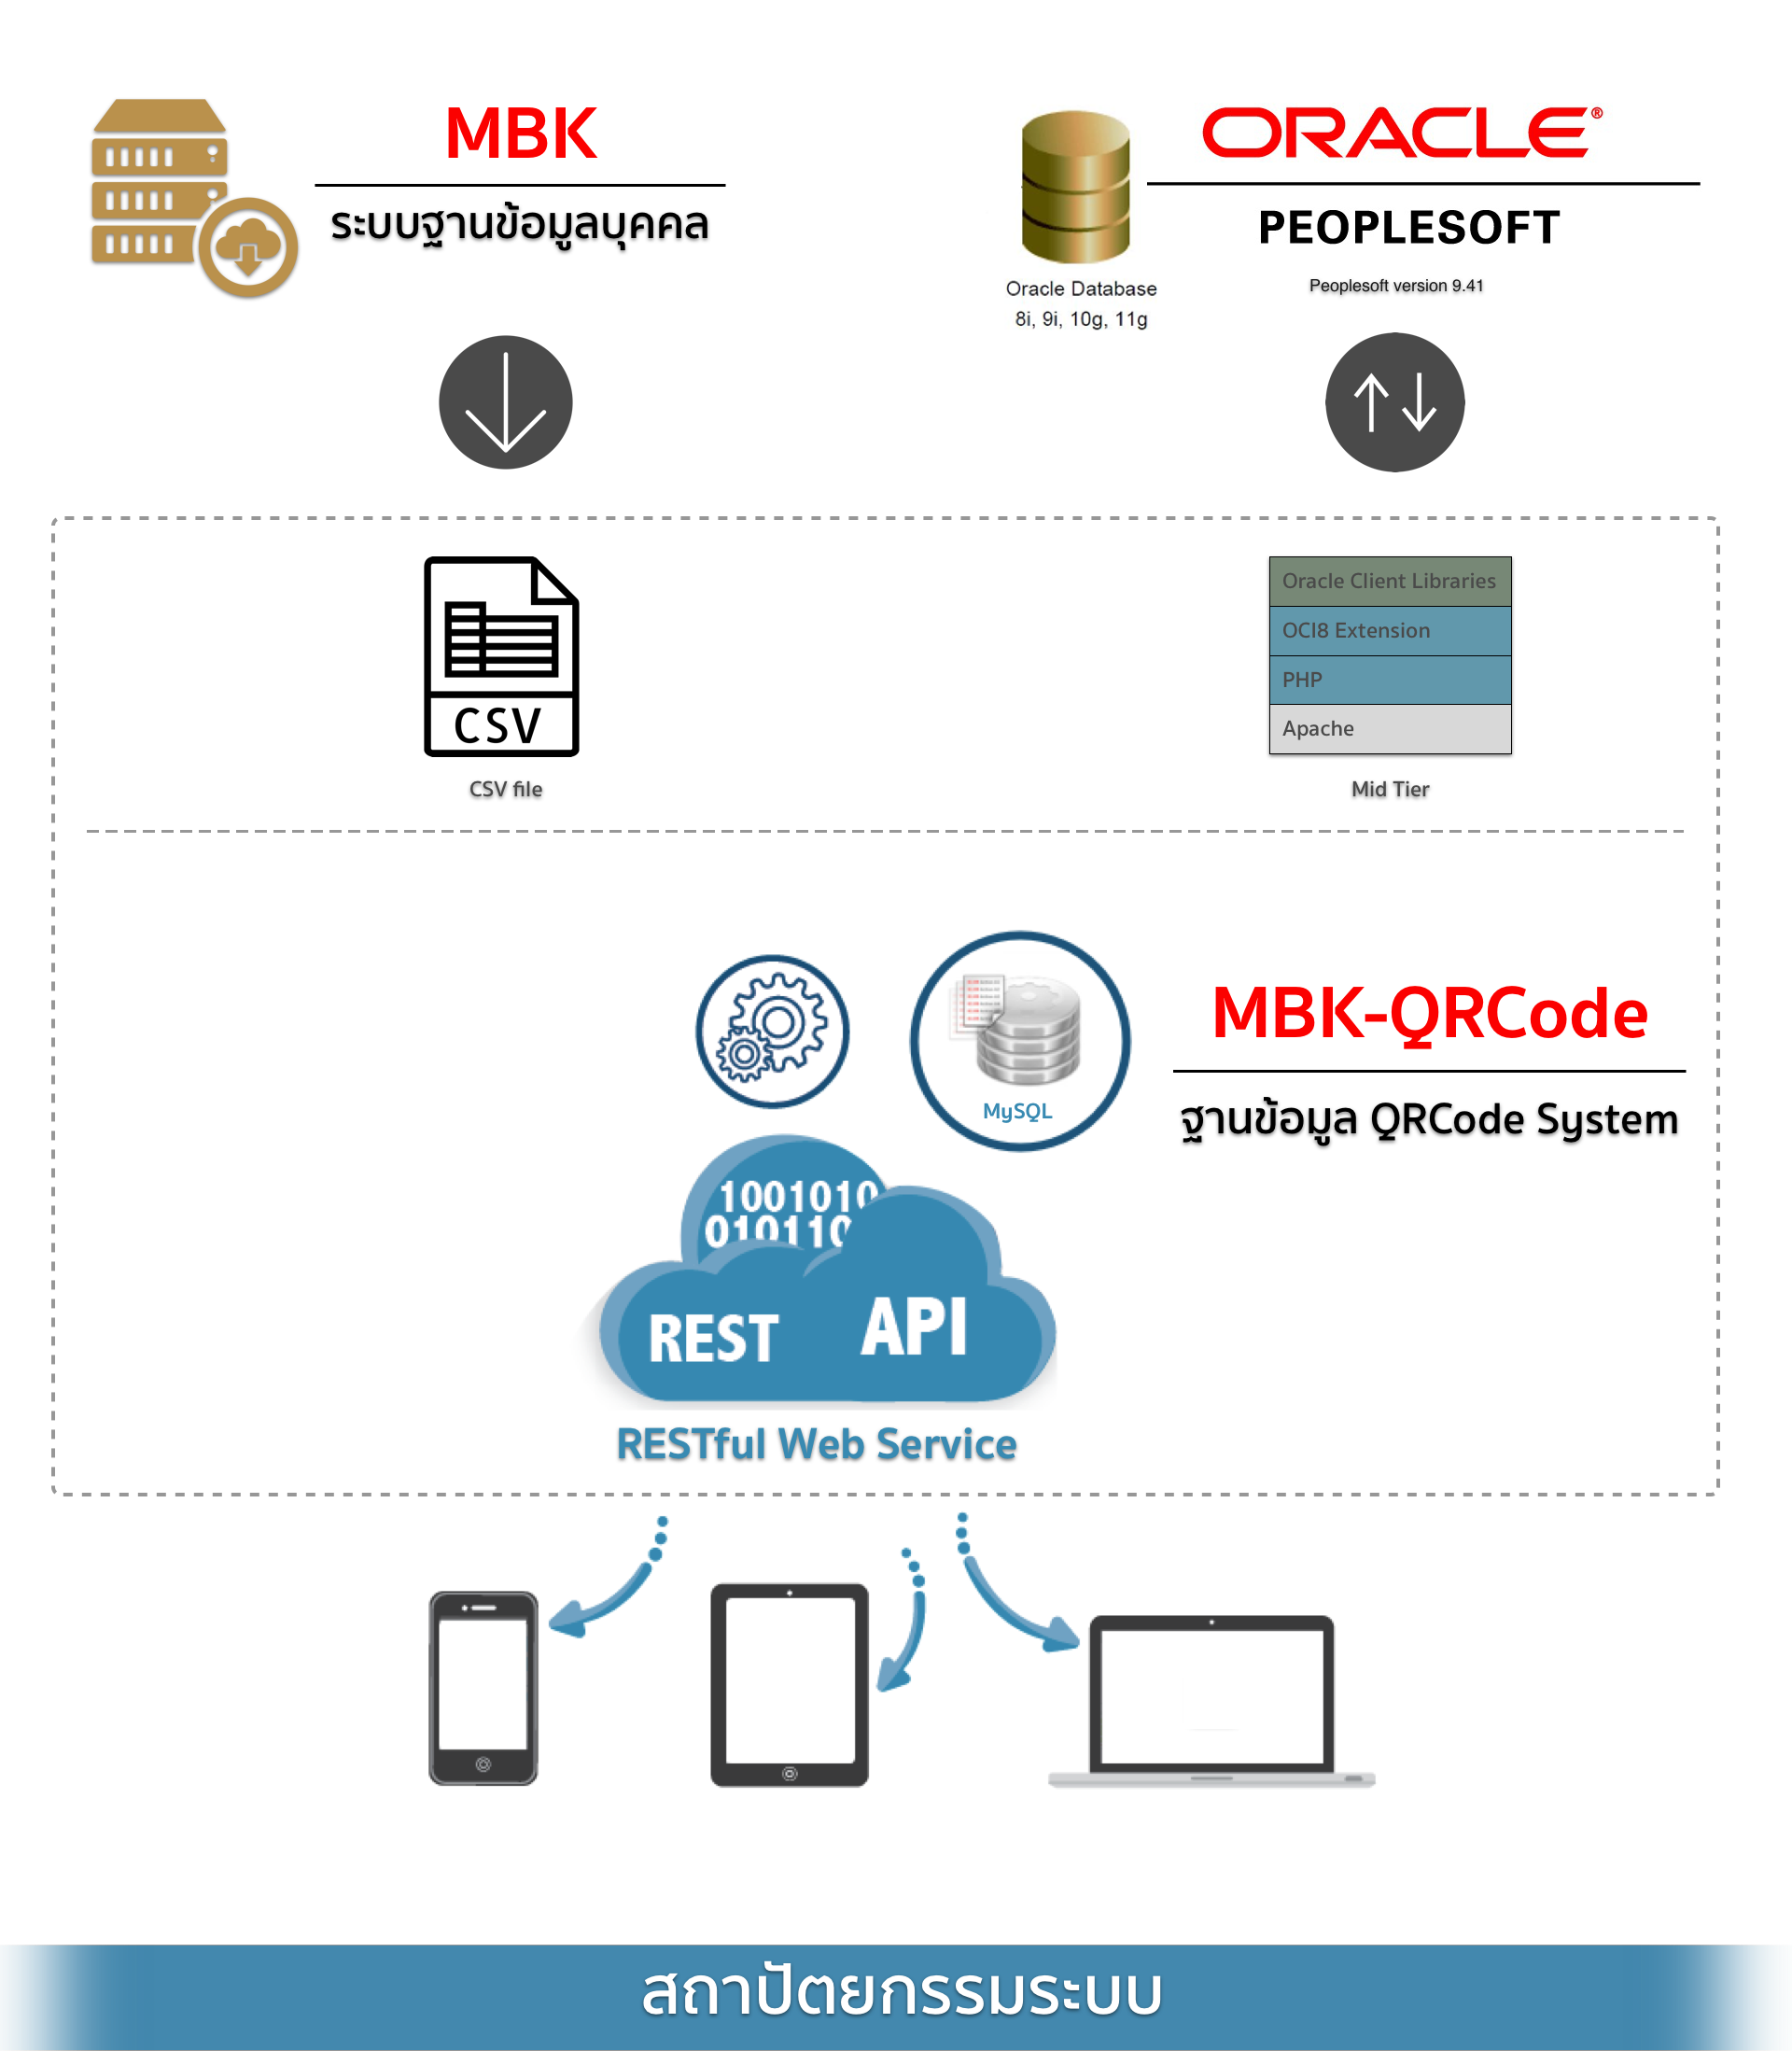 MBK
ระบบฐานข้อมูลบุคคล
ORACLE®
PEOPLESOFT
Peoplesoft version 9.41
Oracle Database
8i, 9i, 10g, 11g
CSV
CSV file
Oracle Client Libraries
OCI8 Extension
PHP
Apache
Mid Tier
MySQL
MBK-QRCode
ฐานข้อมูล QRCode System
1001010
010110
REST API
RESTful Web Service
สถาปัตยกรรมระบบ